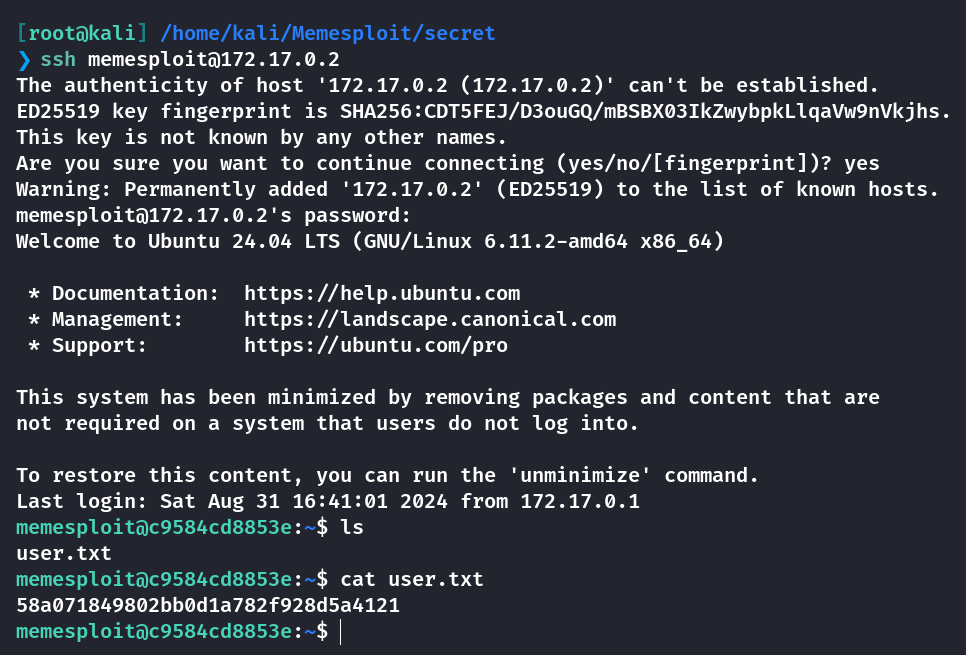 [root@kali] /home/kali/Memesploit/secret
❯ ssh memesploit@172.17.0.2
The authenticity of host '172.17.0.2 (172.17.0.2)' can't be established.
ED25519 key fingerprint is SHA256:CDT5FEJ/D3ouGQ/mBSBX03IkZwybpkLlqaVw9nVkjhs.
This key is not known by any other names.
Are you sure you want to continue connecting (yes/no/[fingerprint])? yes
Warning: Permanently added '172.17.0.2' (ED25519) to the list of known hosts.
memesploit@172.17.0.2's password:
Welcome to Ubuntu 24.04 LTS (GNU/Linux 6.11.2-amd64 x86_64)

 * Documentation:  https://help.ubuntu.com
 * Management:     https://landscape.canonical.com
 * Support:        https://ubuntu.com/pro

This system has been minimized by removing packages and content that are
not required on a system that users do not log into.

To restore this content, you can run the 'unminimize' command.
Last login: Sat Aug 31 16:41:01 2024 from 172.17.0.1
memesploit@c9584cd8853e:~$ ls
user.txt
memesploit@c9584cd8853e:~$ cat user.txt
58a071849802bb0d1a782f928d5a4121
memesploit@c9584cd8853e:~$